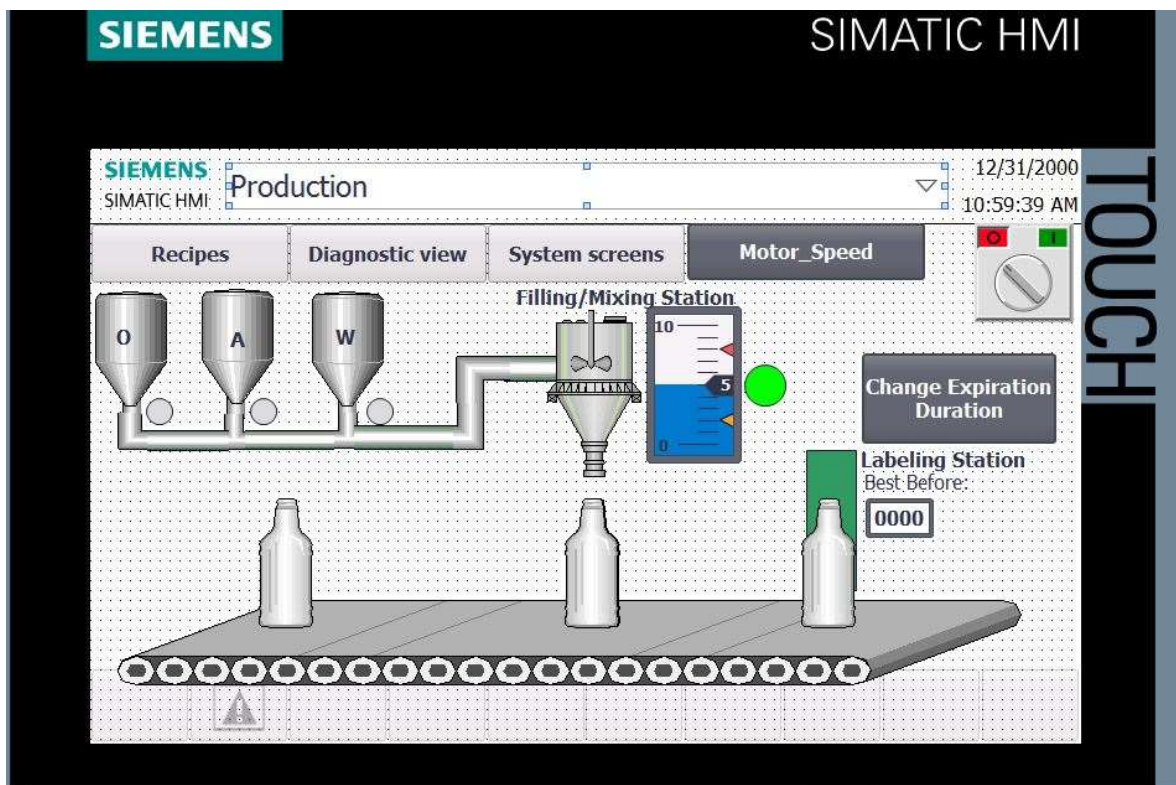 SIEMENS
SIMATIC HMI
TOUCH
SIEMENS
SIMATIC HMI
Production
12/31/2000
10:59:39 AM
Recipes
Diagnostic view
System screens
Motor_Speed
O I
Filling/Mixing Station
O
A
W
10
5
0
Change Expiration
Duration
Labeling Station
Best Before:
0000